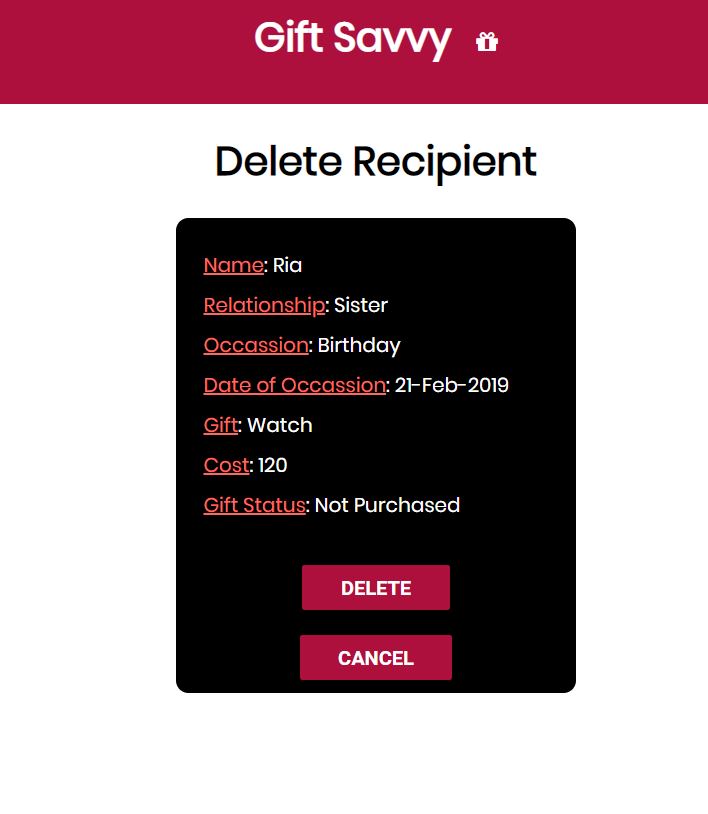 Gift Savvy
Delete Recipient
Name: Ria
Relationship: Sister
Occassion: Birthday
Date of Occassion: 21-Feb-2019
Gift: Watch
Cost: 120
Gift Status: Not Purchased
DELETE
CANCEL